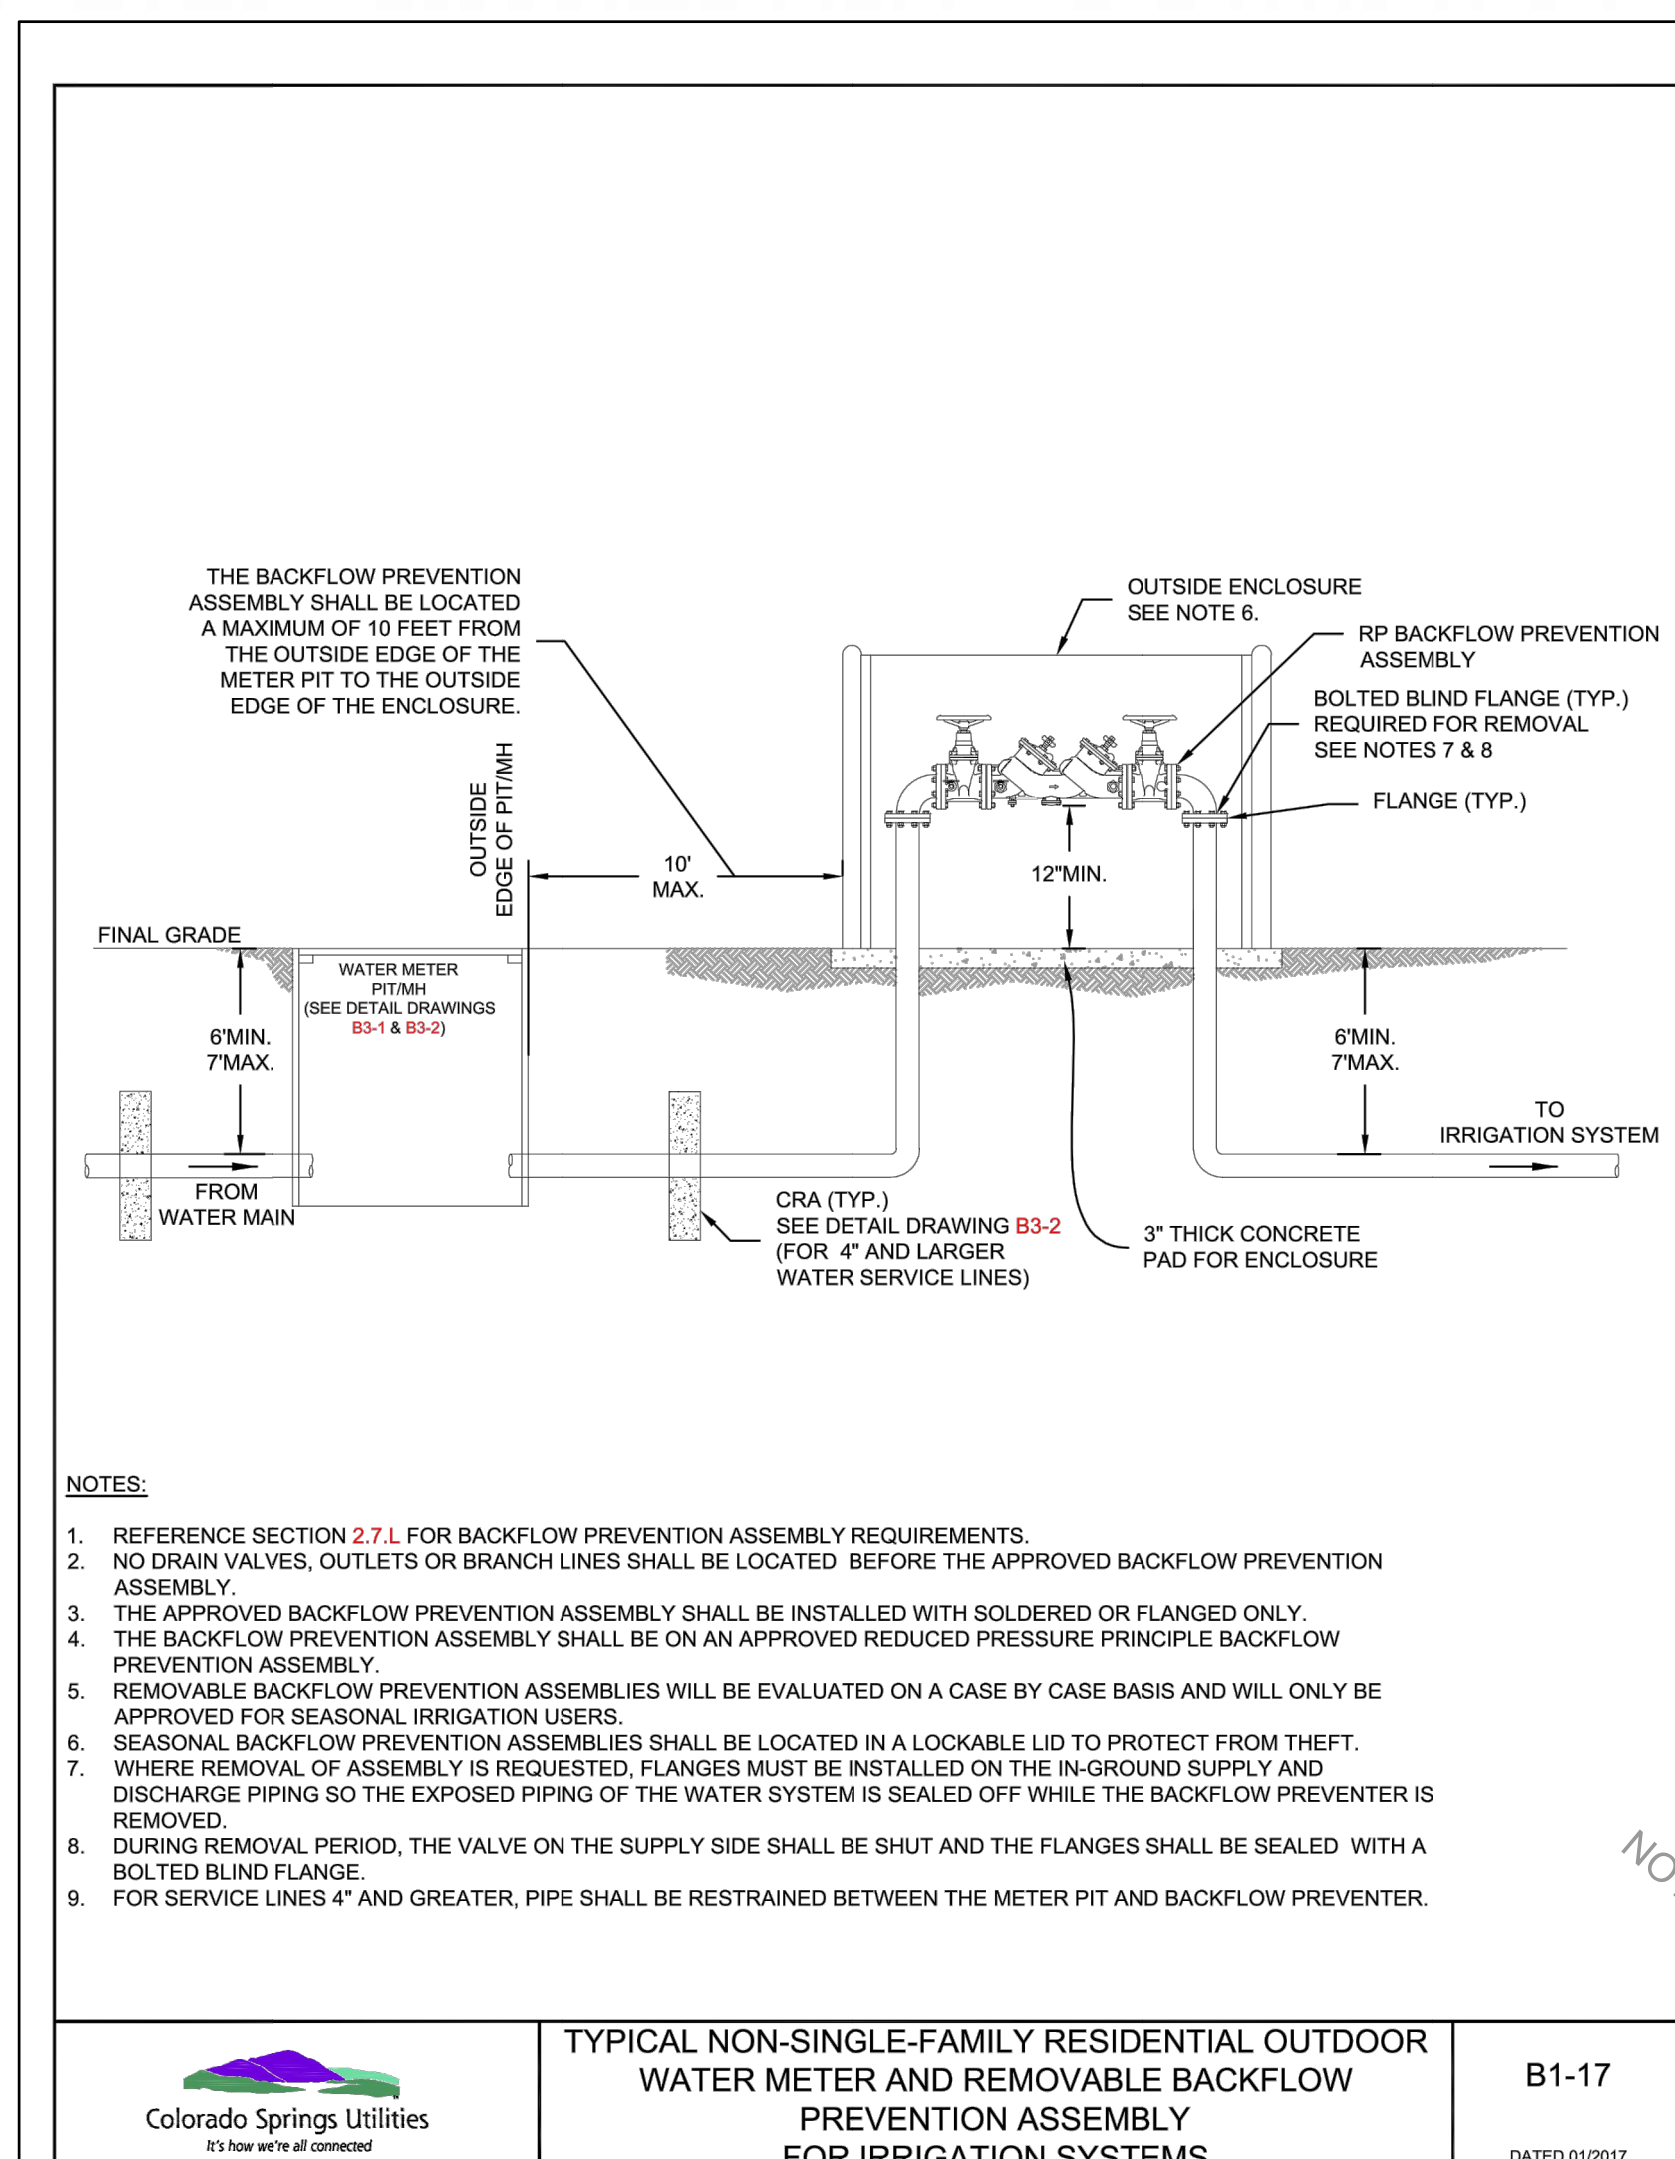 THE BACKFLOW PREVENTION
ASSEMBLY SHALL BE LOCATED
A MAXIMUM OF 10 FEET FROM
THE OUTSIDE EDGE OF THE
METER PIT TO THE OUTSIDE
EDGE OF THE ENCLOSURE.
OUTSIDE ENCLOSURE
SEE NOTE 6.
RP BACKFLOW PREVENTION
ASSEMBLY
BOLTED BLIND FLANGE (TYP.)
REQUIRED FOR REMOVAL
SEE NOTES 7 & 8
FLANGE (TYP.)
OUTSIDE
EDGE OF PIT/MH
10'
MAX.
12"MIN.
FINAL GRADE
WATER METER
PIT/MH
(SEE DETAIL DRAWINGS
B3-1 & B3-2)
6'MIN.
7'MAX.
6'MIN.
7'MAX.
TO
IRRIGATION SYSTEM
FROM
WATER MAIN
CRA (TYP.)
SEE DETAIL DRAWING B3-2
(FOR 4" AND LARGER
WATER SERVICE LINES)
3" THICK CONCRETE
PAD FOR ENCLOSURE
NOTES:
1. REFERENCE SECTION 2.7.L FOR BACKFLOW PREVENTION ASSEMBLY REQUIREMENTS.
2. NO DRAIN VALVES, OUTLETS OR BRANCH LINES SHALL BE LOCATED BEFORE THE APPROVED BACKFLOW PREVENTION
ASSEMBLY.
3. THE APPROVED BACKFLOW PREVENTION ASSEMBLY SHALL BE INSTALLED WITH SOLDERED OR FLANGED ONLY.
4. THE BACKFLOW PREVENTION ASSEMBLY SHALL BE ON AN APPROVED REDUCED PRESSURE PRINCIPLE BACKFLOW
PREVENTION ASSEMBLY.
5. REMOVABLE BACKFLOW PREVENTION ASSEMBLIES WILL BE EVALUATED ON A CASE BY CASE BASIS AND WILL ONLY BE
APPROVED FOR SEASONAL IRRIGATION USERS.
6. SEASONAL BACKFLOW PREVENTION ASSEMBLIES SHALL BE LOCATED IN A LOCKABLE LID TO PROTECT FROM THEFT.
7. WHERE REMOVAL OF ASSEMBLY IS REQUESTED, FLANGES MUST BE INSTALLED ON THE IN-GROUND SUPPLY AND
DISCHARGE PIPING SO THE EXPOSED PIPING OF THE WATER SYSTEM IS SEALED OFF WHILE THE BACKFLOW PREVENTER IS
REMOVED.
8. DURING REMOVAL PERIOD, THE VALVE ON THE SUPPLY SIDE SHALL BE SHUT AND THE FLANGES SHALL BE SEALED WITH A
BOLTED BLIND FLANGE.
9. FOR SERVICE LINES 4" AND GREATER, PIPE SHALL BE RESTRAINED BETWEEN THE METER PIT AND BACKFLOW PREVENTER.
Colorado Springs Utilities
It's how we're all connected
TYPICAL NON-SINGLE-FAMILY RESIDENTIAL OUTDOOR
WATER METER AND REMOVABLE BACKFLOW
PREVENTION ASSEMBLY
FOR IRRIGATION SYSTEMS
B1-17
DATED 01/2017